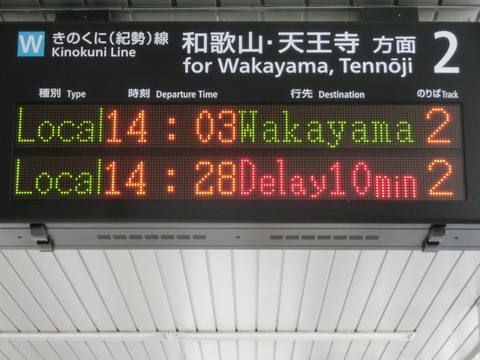 W きのくに(紀勢)線 和歌山・天王寺 方面 2
Kinokuni Line for Wakayama, Tennōji
種別 Type 時刻 Departure Time 行先 Destination のりば Track
Local 14:03 Wakayama 2
Local 14:28 Delay10min 2